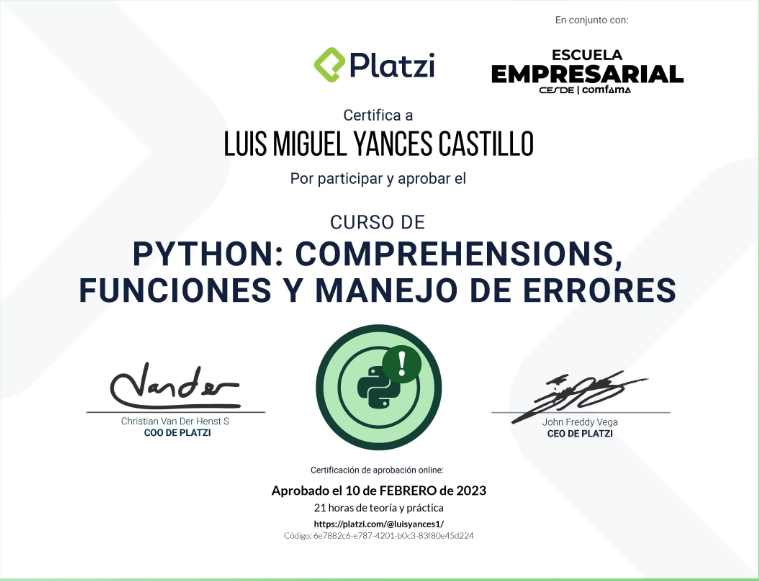 En conjunto con:
Platzi
ESCUELA
EMPRESARIAL
CESDE | comfama
Certifica a
LUIS MIGUEL YANCES CASTILLO
Por participar y aprobar el
CURSO DE
PYTHON: COMPREHENSIONS,
FUNCIONES Y MANEJO DE ERRORES
!
Vander
Christian Van Der Henst S
COO DE PLATZI
John Freddy Vega
CEO DE PLATZI
Certificación de aprobación online:
Aprobado el 10 de FEBRERO de 2023
21 horas de teoría y práctica
https://platzi.com/@luisyances1/
Código: 6e7882c6-e787-4201-b0c3-83f80e45d224